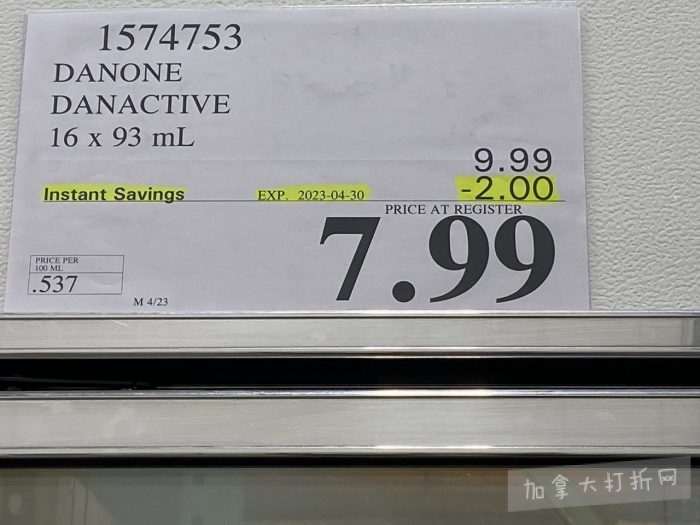 1574753
DANONE
DANACTIVE
16 x 93 mL
9.99
Instant Savings EXP. 2023-04-30 -2.00
PRICE AT REGISTER
7.99
PRICE PER
100 ML
.537
M 4/23
加拿大打折网